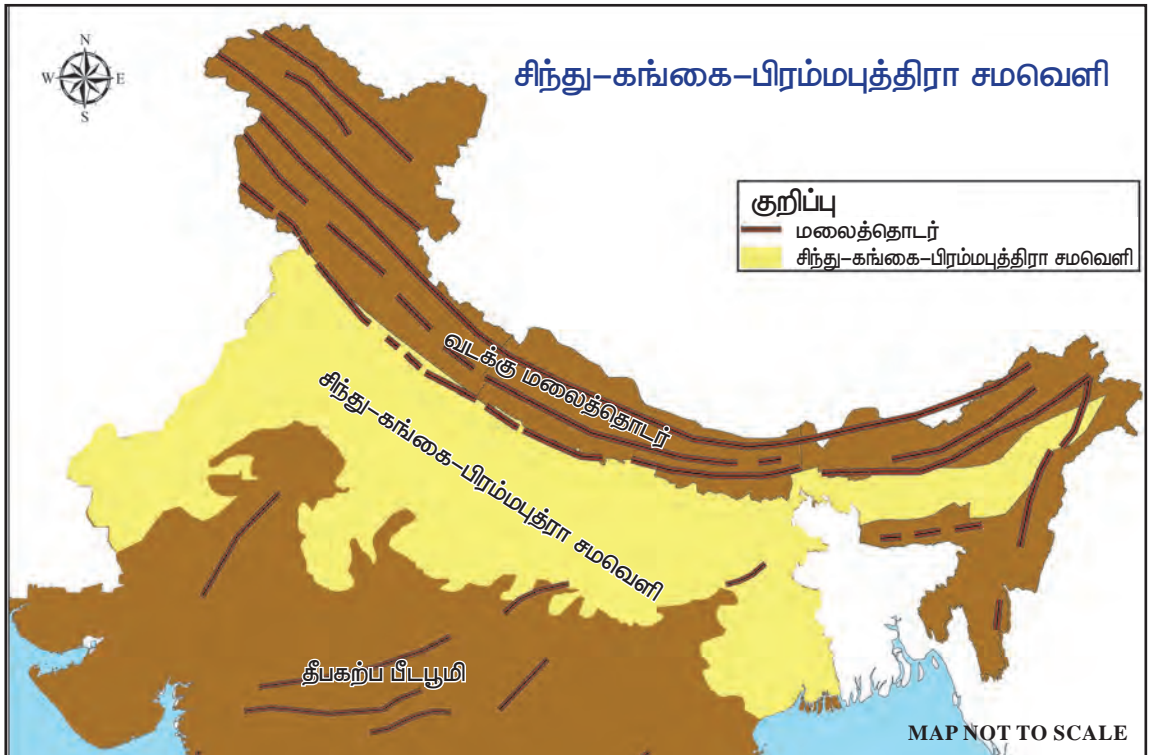 N
W E
S
சிந்து–கங்கை–பிரம்மபுத்திரா சமவெளி
குறிப்பு
மலைத்தொடர்
சிந்து–கங்கை–பிரம்மபுத்திரா சமவெளி
வடக்கு மலைத்தொடர்
சிந்து–கங்கை–பிரம்மபுத்ரா சமவெளி
தீபகற்ப பீடபூமி
MAP NOT TO SCALE